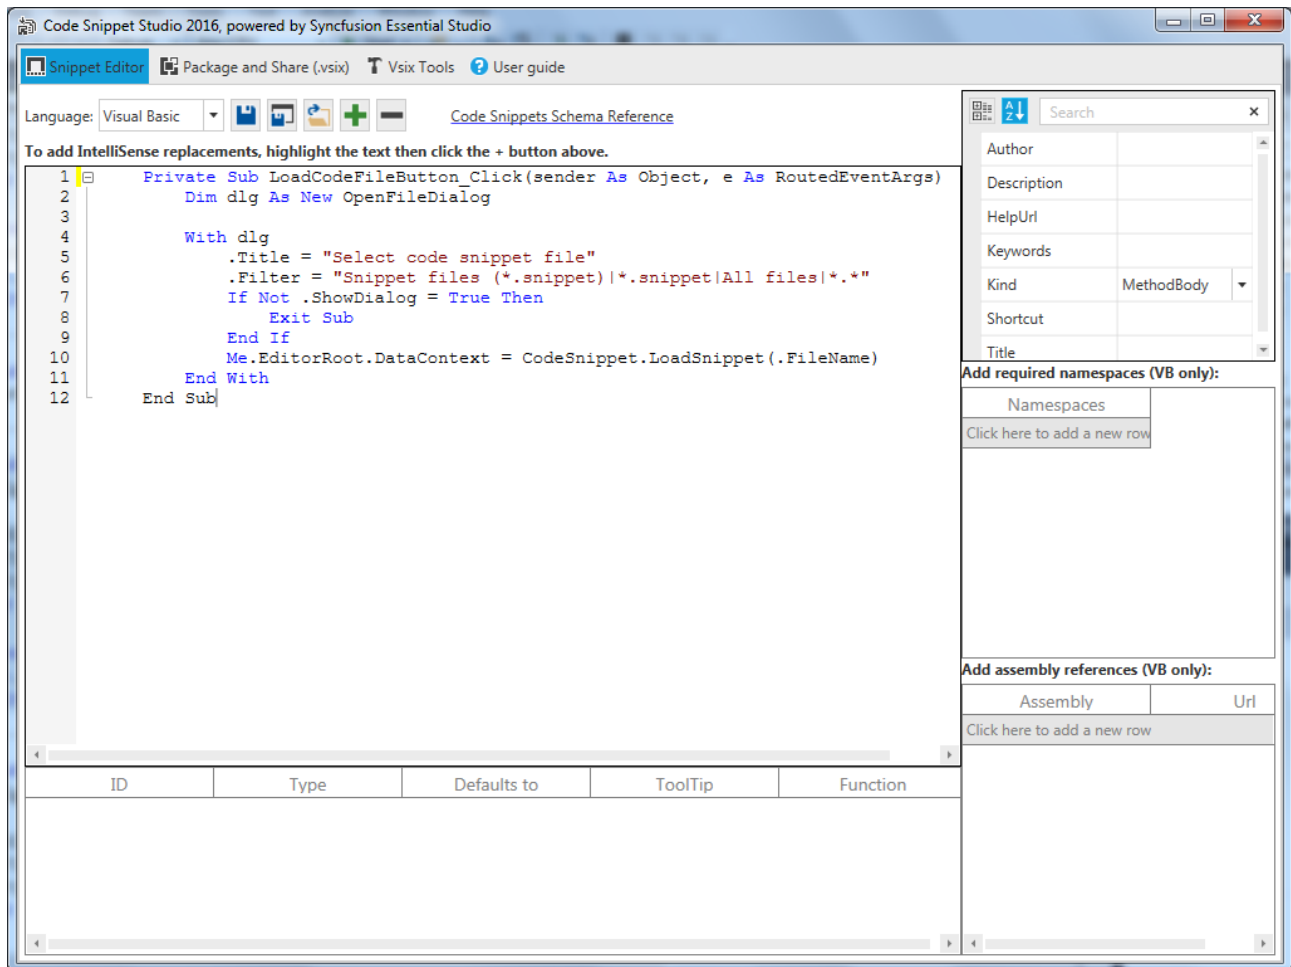 Code Snippet Studio 2016, powered by Syncfusion Essential Studio
Snippet Editor Package and Share (.vsix) Vsix Tools User guide
Language: Visual Basic Code Snippets Schema Reference
To add IntelliSense replacements, highlight the text then click the + button above.
1 Private Sub LoadCodeFileButton_Click(sender As Object, e As RoutedEventArgs)
2 Dim dlg As New OpenFileDialog
3
4 With dlg
5 .Title = "Select code snippet file"
6 .Filter = "Snippet files (*.snippet)|*.snippet|All files|*.*"
7 If Not .ShowDialog = True Then
8 Exit Sub
9 End If
10 Me.EditorRoot.DataContext = CodeSnippet.LoadSnippet(.FileName)
11 End With
12 End Sub
ID Type Defaults to ToolTip Function
Search
Author
Description
HelpUrl
Keywords
Kind MethodBody
Shortcut
Title
Add required namespaces (VB only):
Namespaces
Click here to add a new row
Add assembly references (VB only):
Assembly Url
Click here to add a new row